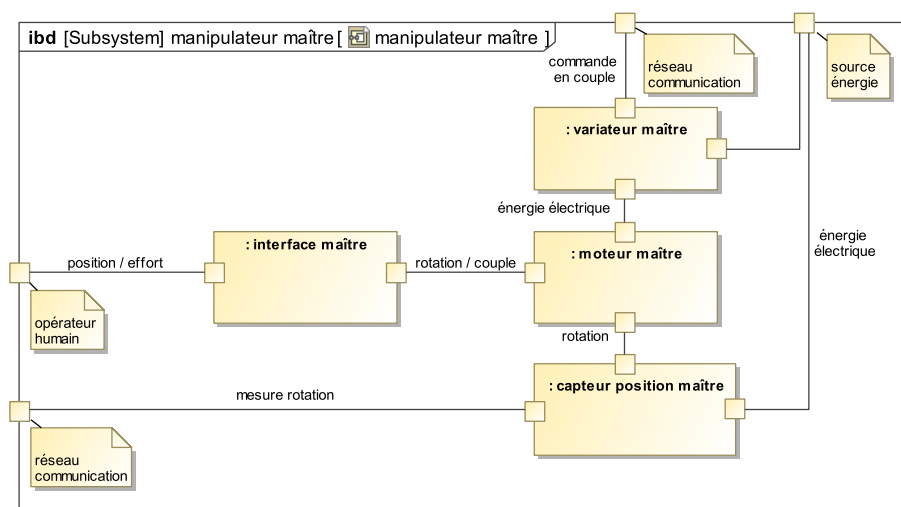 ibd [Subsystem] manipulateur maître [ manipulateur maître ]
commande
en couple
réseau
communication
source
énergie
: variateur maître
énergie électrique
: interface maître
: moteur maître
énergie
électrique
position / effort
rotation / couple
opérateur
humain
rotation
: capteur position maître
mesure rotation
réseau
communication